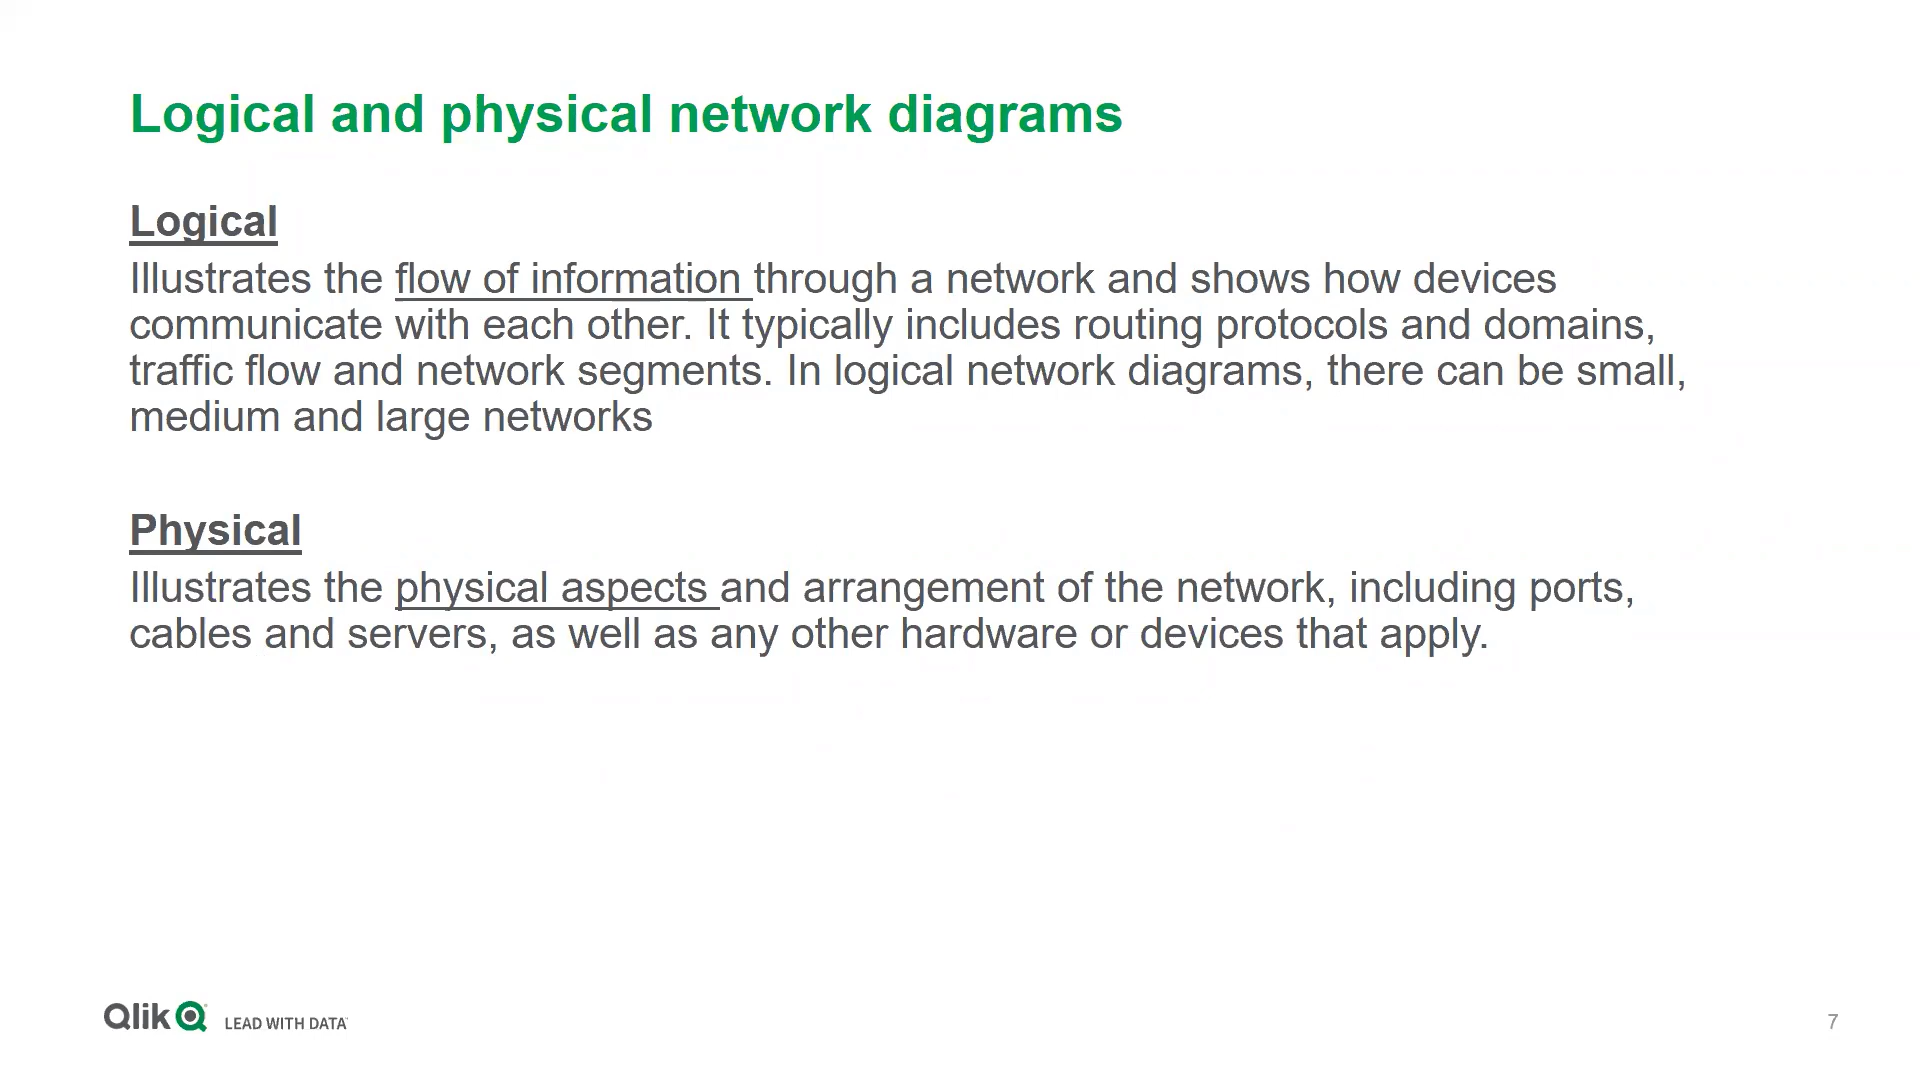 Logical and physical network diagrams
Logical
Illustrates the flow of information through a network and shows how devices
communicate with each other. It typically includes routing protocols and domains,
traffic flow and network segments. In logical network diagrams, there can be small,
medium and large networks
Physical
Illustrates the physical aspects and arrangement of the network, including ports,
cables and servers, as well as any other hardware or devices that apply.
Qlik LEAD WITH DATA
7